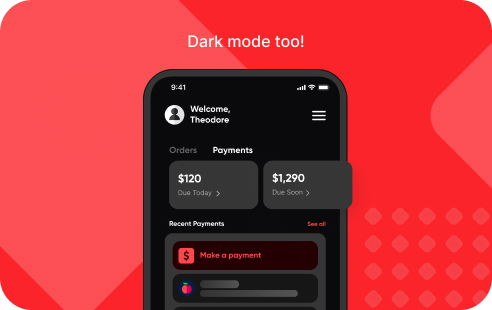 Dark mode too!
9:41
Welcome,
Theodore
Orders Payments
$120
Due Today
$1,290
Due Soon
Recent Payments See all
$ Make a payment